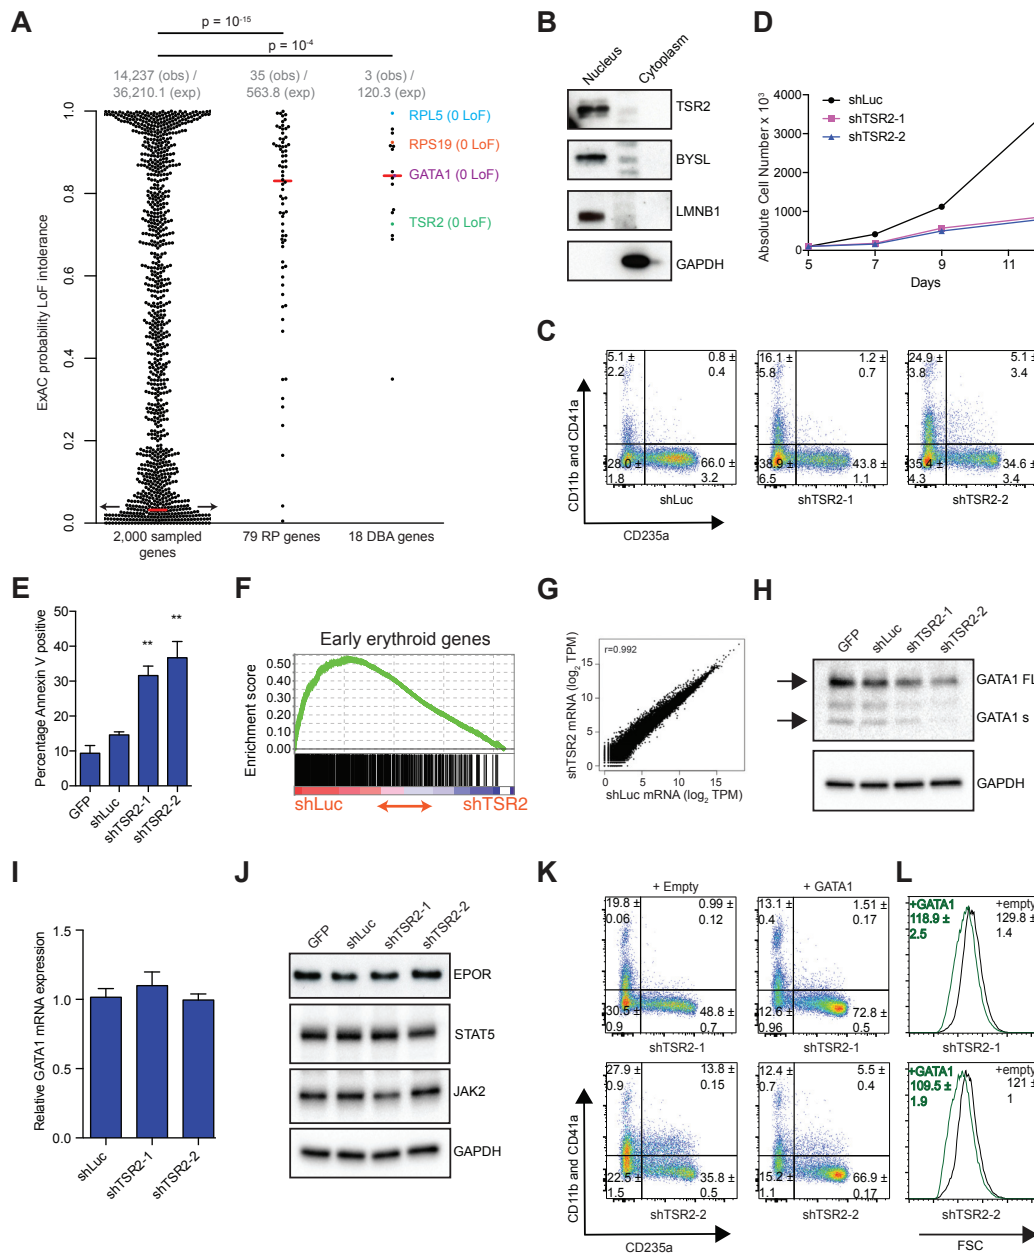 A
p = 10-15
p = 10-4
14,237 (obs) /
36,210.1 (exp)
35 (obs) /
563.8 (exp)
3 (obs) /
120.3 (exp)
ExAC probability LoF intolerance
1.0
0.8
0.6
0.4
0.2
0.0
RPL5 (0 LoF)
RPS19 (0 LoF)
GATA1 (0 LoF)
TSR2 (0 LoF)
2,000 sampled
genes
79 RP genes
18 DBA genes
B
Nucleus
Cytoplasm
TSR2
BYSL
LMNB1
GAPDH
D
Absolute Cell Number x 103
4000
3000
2000
1000
0
shLuc
shTSR2-1
shTSR2-2
5
7
9
11
Days
C
CD11b and CD41a
5.1 ±
2.2
0.8 ±
0.4
28.0 ±
1.8
66.0 ±
3.2
shLuc
16.1 ±
5.8
1.2 ±
0.7
38.9 ±
6.5
43.8 ±
1.1
shTSR2-1
24.9 ±
3.8
5.1 ±
3.4
35.4 ±
4.3
34.6 ±
3.4
shTSR2-2
CD235a
E
Percentage Annexin V positive
50
40
30
20
10
0
**
**
GFP
shLuc
shTSR2-1
shTSR2-2
F
Early erythroid genes
Enrichment score
0.50
0.40
0.30
0.20
0.10
0.00
shLuc
shTSR2
G
shTSR2 mRNA (log2 TPM)
r=0.992
15
10
5
0
0
5
10
15
shLuc mRNA (log2 TPM)
H
GFP
shLuc
shTSR2-1
shTSR2-2
GATA1 FL
GATA1 s
GAPDH
I
Relative GATA1 mRNA expression
1.5
1.0
0.5
0.0
shLuc
shTSR2-1
shTSR2-2
J
GFP
shLuc
shTSR2-1
shTSR2-2
EPOR
STAT5
JAK2
GAPDH
K
+ Empty
+ GATA1
19.8 ±
0.06
0.99 ±
0.12
30.5 ±
0.9
48.8 ±
0.7
shTSR2-1
13.1 ±
0.4
1.51 ±
0.17
12.6 ±
0.96
72.8 ±
0.5
shTSR2-1
27.9 ±
0.9
13.8 ±
0.15
22.5 ±
1.5
35.8 ±
0.5
shTSR2-2
12.4 ±
0.7
5.5 ±
0.4
15.2 ±
1.1
66.9 ±
0.17
shTSR2-2
CD11b and CD41a
CD235a
L
+GATA1
118.9 ±
2.5
+empty
129.8 ±
1.4
shTSR2-1
+GATA1
109.5 ±
1.9
+empty
121 ±
1
shTSR2-2
FSC